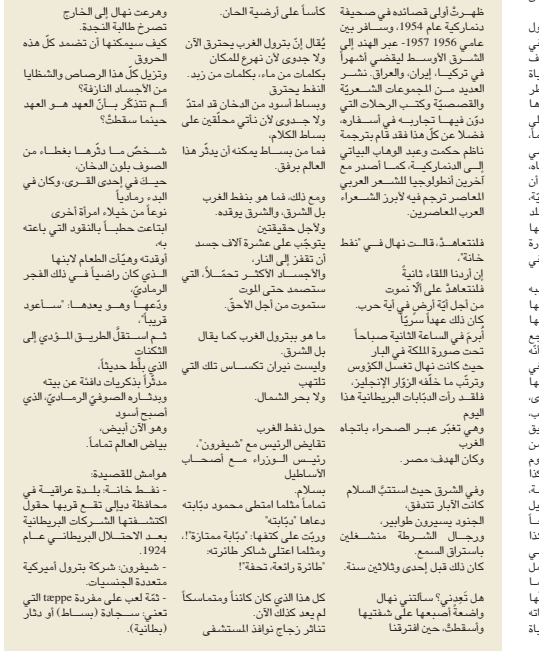 ظهرتْ أولى قصائده في صحيفة
دنماركية عام 1954، وسافر بين
عامي 1956 1957- عبر الهند إلى
الشرق الأوسط ليقضي أشهراً
في تركيا، إيران، والعراق. نشر
العديد من المجموعات الشعريّة
والقصصيّة وكتب الرحلات التي
دوّن فيها تجاربه في أسفاره،
فضلا عن كلّ هذا فقد قام بترجمة
ناظم حكمت وعبد الوهاب البياتي
إلى الدنماركية، كما أصدر مع
آخرين أنطولوجيا للشعر العربي
المعاصر ترجم فيه لأبرز الشعراء
العرب المعاصرين.
فلنتعاهدْ، قالت نهال في "نفط
خانة"،
إن أردنا اللقاء ثانيةً
فلنتعاهدْ على ألّا نموت
من أجل أيّة أرض في أية حرب.
كان ذلك عهداً سرّيّاً
أُبرمَ في الساعة الثانية صباحاً
تحت صورة الملكة في البار
حيث كانت نهال تغسل الكؤوس
وترتّب ما خلّفه الزوّار الإنجليز،
فلقد رأت الدبّابات البريطانية هذا
اليوم
وهي تغبّر عبر الصحراء باتجاه
الغرب
وكان الهدف: مصر.
وفي الشرق حيث استتبّ السلام
كانت الآبار تتدفق،
الجنود يسيرون طوابير،
ورجال الشرطة منشغلين
باستراق السمع.
كان ذلك قبل إحدى وثلاثين سنة.
هل تَعِدني؟ سألتني نهال
واضعةً أصبعها على شفتيها
وأسقطتْ، حين افترقنا
كأساً على أرضية الحان.
يُقال إنّ بترول الغرب يحترق الآن
ولا جدوى لأن نهرع للمكان
بكلمات من ماء، بكلمات من زبد.
النفط يحترق
وبساط أسود من الدخان قد امتدّ
ولا جدوى لأن نأتي محلّقين على
بساط الكلام،
فما من بساط يمكنه أن يدثّر هذا
العالم برفق.
ومع ذلك، فما هو بنفط الغرب
بل الشرق، والشرق يوقده.
ولأجل حقيقتين
يتوجّب على عشرة آلاف جسد
أن تقفز إلى النار،
والأجساد الأكثر تحمّلاً، التي
ستصمد حتى الموت
ستموت من أجل الأحقّ.
ما هو ببترول الغرب كما يقال
بل الشرق.
وليست نيران تكساس تلك التي
تلتهب
ولا بحر الشمال.
حول نفط الغرب
تقايض الرئيس مع "شيفرون"،
رئيس الوزراء مع أصحاب
الأساطيل
بسلام.
تماماً مثلما امتطى محمود دبّابته
دعاها "دبّابته"
وربّت على كتفها: "دبّابة ممتازة"!،
ومثلما اعتلى شاكر طائرته:
"طائرة رائعة، تحفة"!
كل هذا الذي كان كائناً ومتماسكاً
لم يعد كذلك الآن.
تناثر زجاج نوافذ المستشفى
وهرعت نهال إلى الخارج
تصرخ طالبة النجدة.
كيف سيمكنها أن تضمد كلّ هذه
الحروق
وتزيل كلّ هذا الرصاص والشظايا
من الأجساد النازفة؟
ألم تتذكّر بأنّ العهد هو العهد
حينما سقطتْ؟
شخصٌ ما دثّرها بغطاء من
الصوف بلون الدخان،
حيك في إحدى القرى، وكان في
البدء رمادياً
نوعاً من خيلاء امرأة أخرى
ابتاعت حطباً بالنقود التي باعته
به،
أوقدته وهيّأت الطعام لابنها
الذي كان راضياً في ذلك الفجر
الرماديّ،
ودّعها وهو يعدها: "سأعود
قريباً"،
ثم استقلّ الطريق المؤدي إلى
الثكنات
الذي بلّط حديثاً،
مدثّراً بذكريات دافئة عن بيته
وبدثاره الصوفيّ الرماديّ، الذي
أصبح أسود
وهو الآن أبيض،
بياض العالم تماماً.
هوامش للقصيدة:
- نفط خانة: بلدة عراقية في
محافظة ديالى تقع قربها حقول
اكتشفتها الشركات البريطانية
بعد الاحتلال البريطاني عام
1924.
- شيفرون: شركة بترول أميركية
متعددة الجنسيات.
- ثمّة لعب على مفردة tæppe التي
تعني: سجادة (بساط) أو دثار
(بطانية).